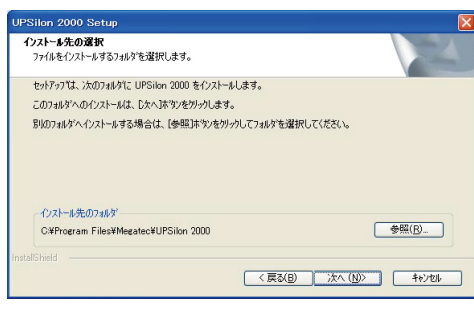 UPSilon 2000 Setup
インストール先の選択
ファイルをインストールするフォルダを選択します。
セットアップは、次のフォルダに UPSilon 2000 をインストールします。
このフォルダへのインストールは、[次へ]ボタンをクリックします。
別のフォルダへインストールする場合は、[参照]ボタンをクリックしてフォルダを選択してください。
インストール先のフォルダ
C:¥Program Files¥Megatec¥UPSilon 2000
参照(R)...
InstallShield
< 戻る(B)
次へ (N)>
キャンセル